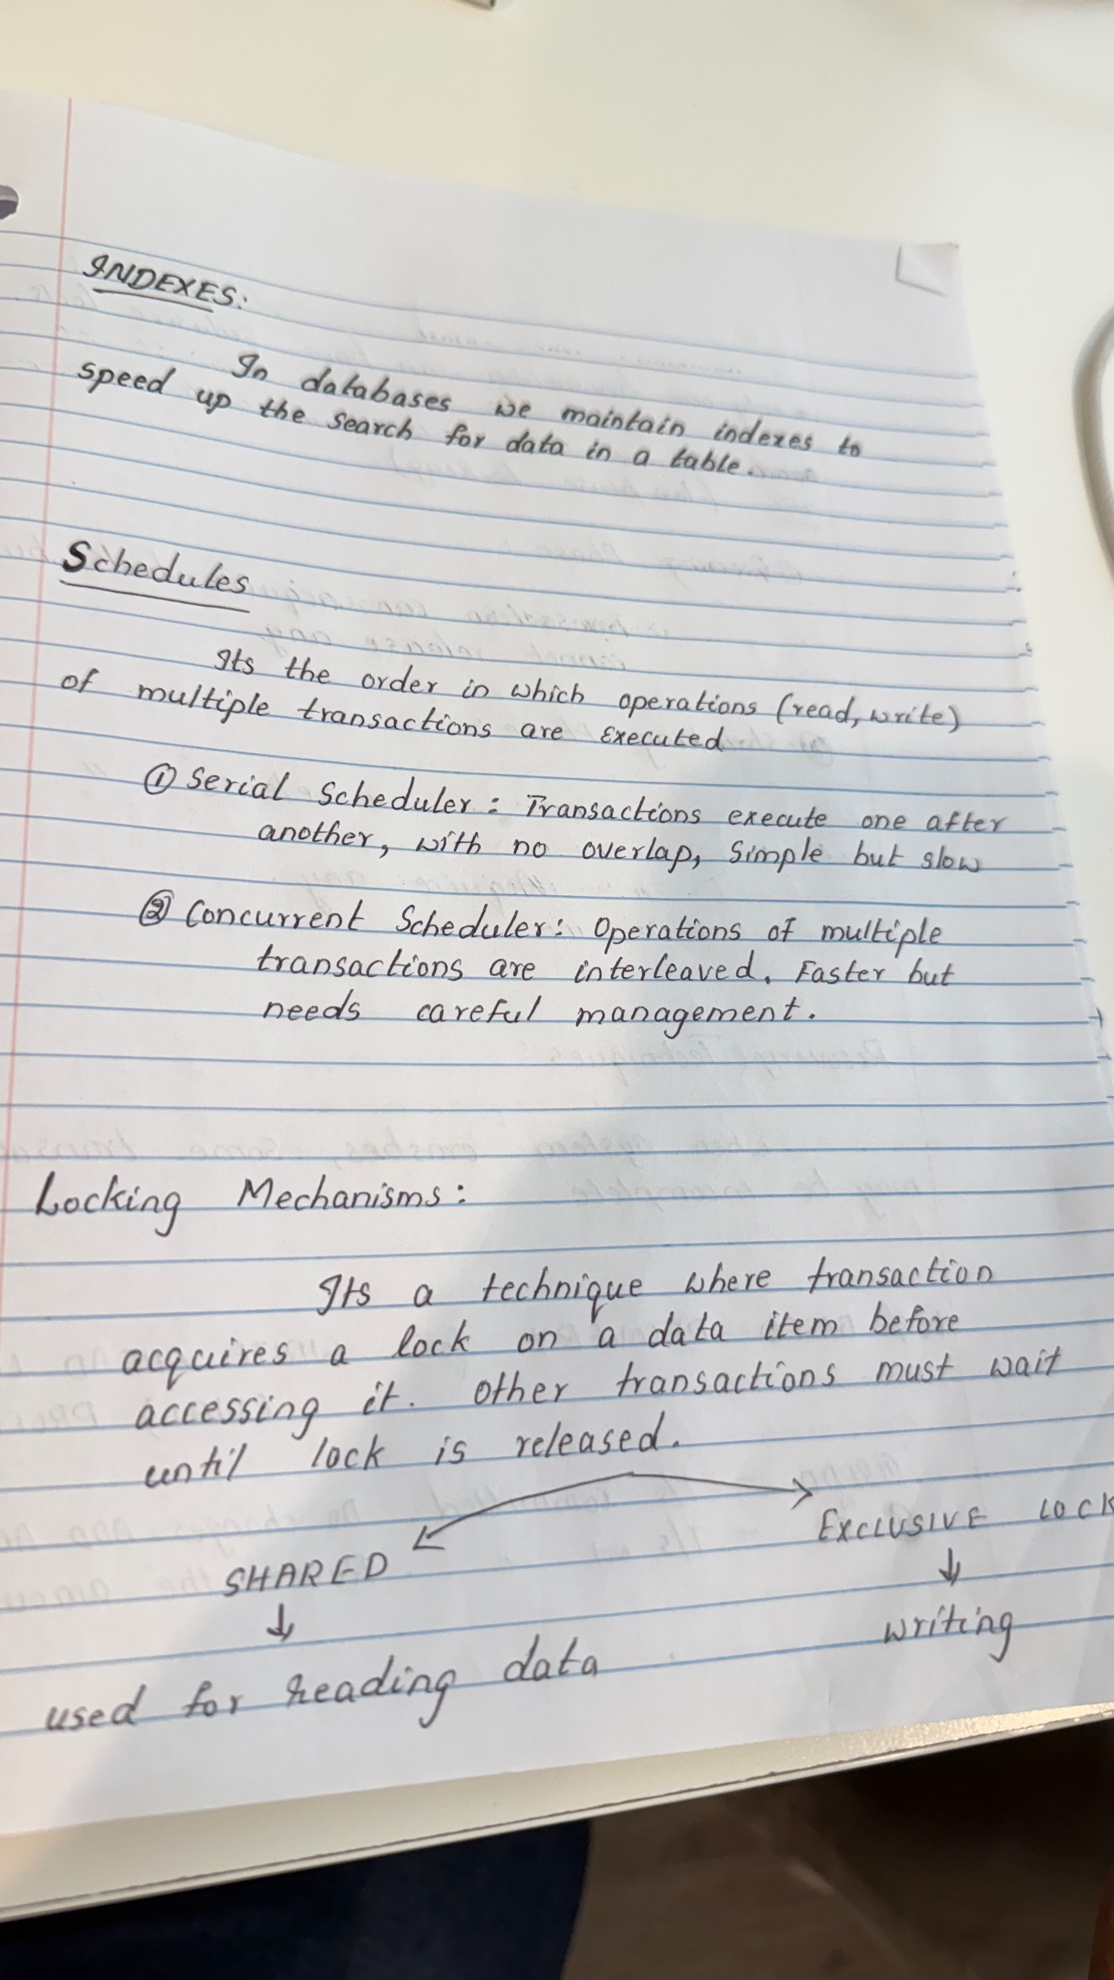 INDEXES:
In databases we maintain indexes to
speed up the search for data in a table.
Schedules
Its the order in which operations (read, write)
of multiple transactions are executed.
① Serial Scheduler: Transactions execute one after
another, with no overlap, Simple but slow
② Concurrent Scheduler: Operations of multiple
transactions are interleaved. Faster but
needs careful management.
Locking Mechanisms:
Its a technique where transaction
acquires a lock on a data item before
accessing it. Other transactions must wait
until lock is released.
SHARED EXCLUSIVE LOCK
↓ ↓
used for reading data writing